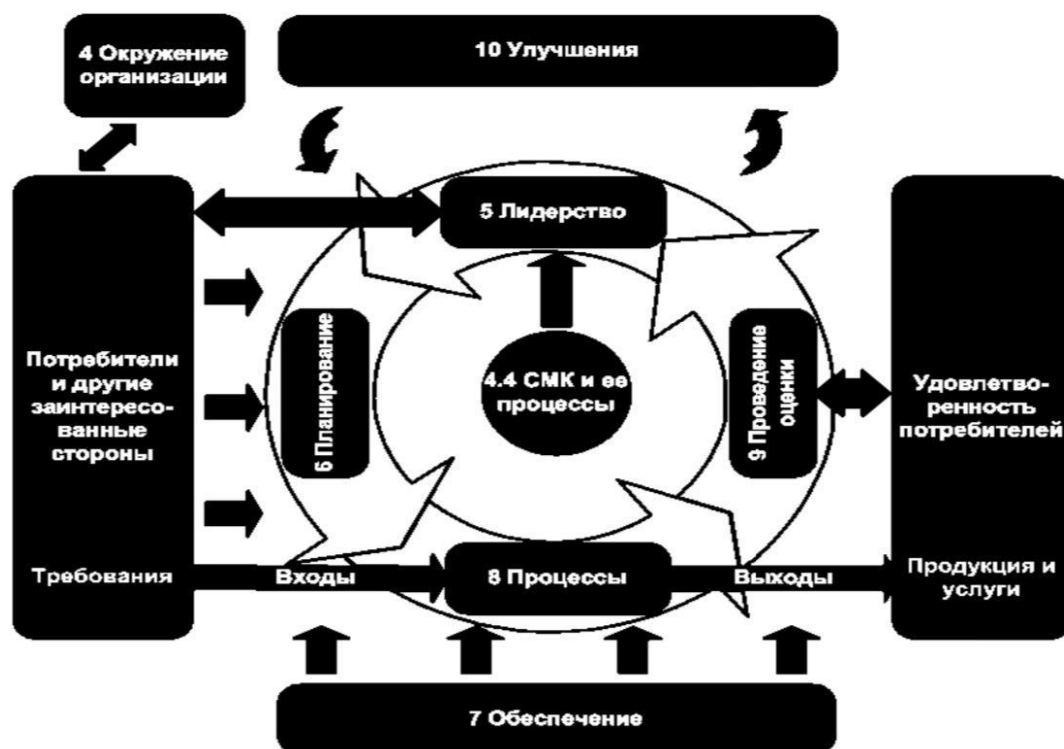 4 Окружение
организации
10 Улучшения
5 Лидерство
Потребители
и другие
заинтересо-
ванные
стороны
6 Планирование
4.4 СМК и ее
процессы
9 Проведение
оценки
Удовлетво-
ренность
потребителей
Требования
Входы
8 Процессы
Выходы
Продукция и
услуги
7 Обеспечение